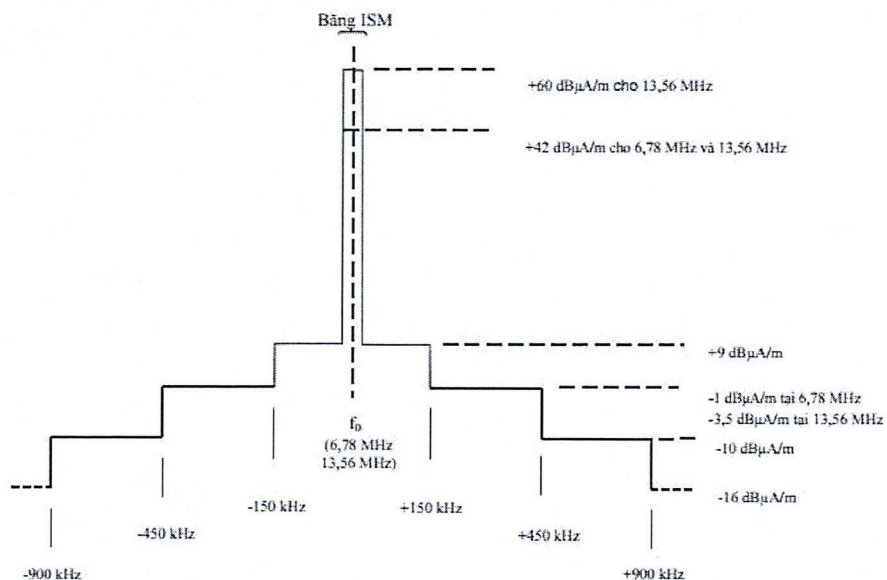 Băng ISM
+60 dBµA/m cho 13,56 MHz
+42 dBµA/m cho 6,78 MHz và 13,56 MHz
+9 dBµA/m
-1 dBµA/m tại 6,78 MHz
-3,5 dBµA/m tại 13,56 MHz
-10 dBµA/m
-16 dBµA/m
f₀
(6,78 MHz
13,56 MHz)
-150 kHz
+150 kHz
-450 kHz
+450 kHz
-900 kHz
+900 kHz